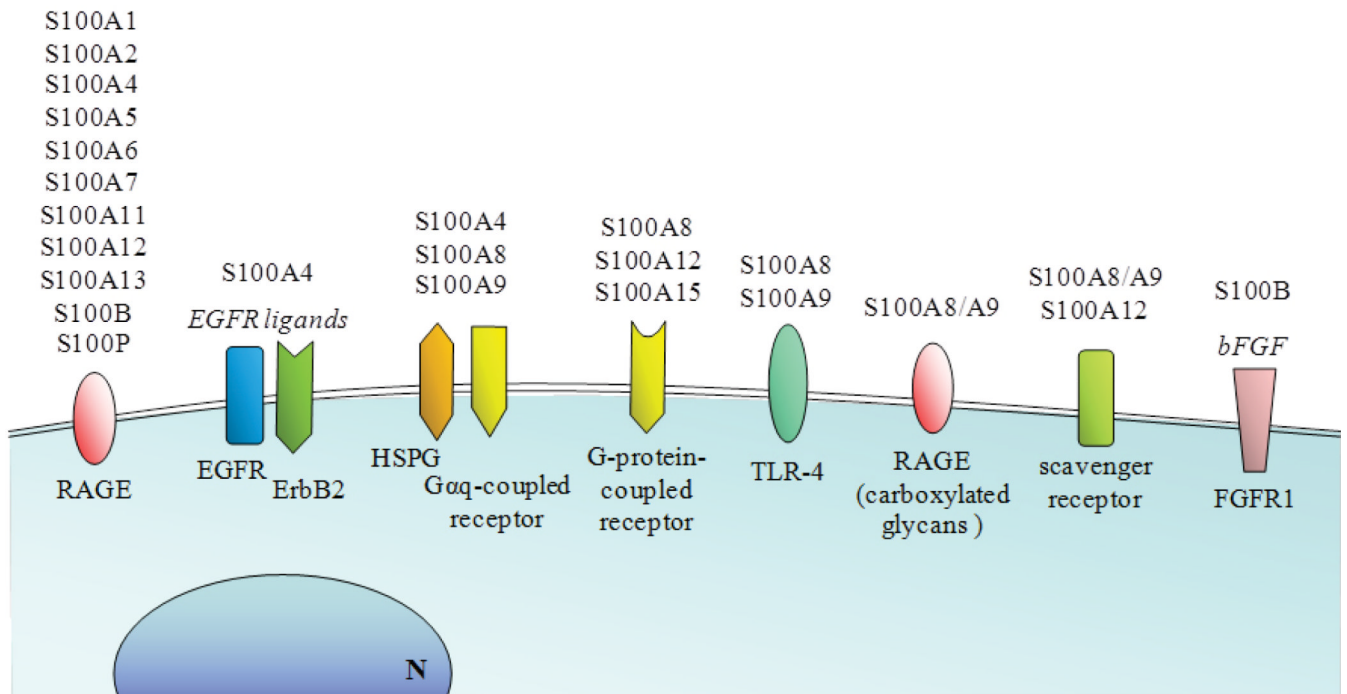 S100A1
S100A2
S100A4
S100A5
S100A6
S100A7
S100A11
S100A12
S100A13
S100B
S100P
RAGE
S100A4
EGFR ligands
EGFR
ErbB2
S100A4
S100A8
S100A9
HSPG
Gαq-coupled
receptor
S100A8
S100A12
S100A15
G-protein-
coupled
receptor
S100A8
S100A9
TLR-4
S100A8/A9
RAGE
(carboxylated
glycans )
S100A8/A9
S100A12
scavenger
receptor
S100B
bFGF
FGFR1
N